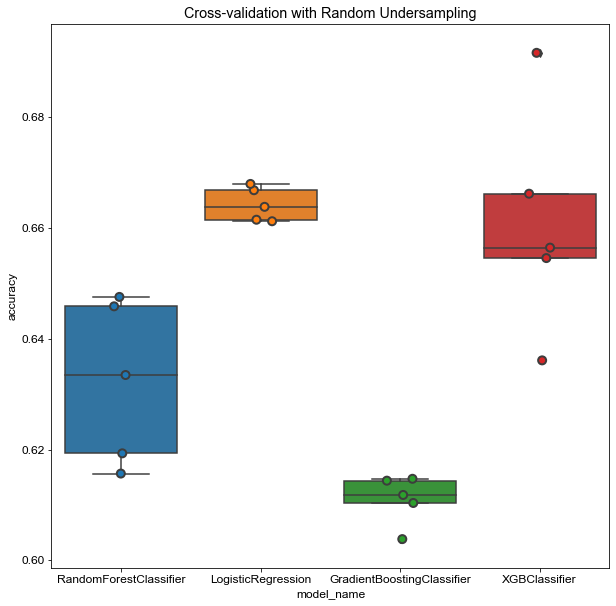 Cross-validation with Random Undersampling
accuracy
0.68
0.66
0.64
0.62
0.60
RandomForestClassifier
LogisticRegression
GradientBoostingClassifier
XGBClassifier
model_name